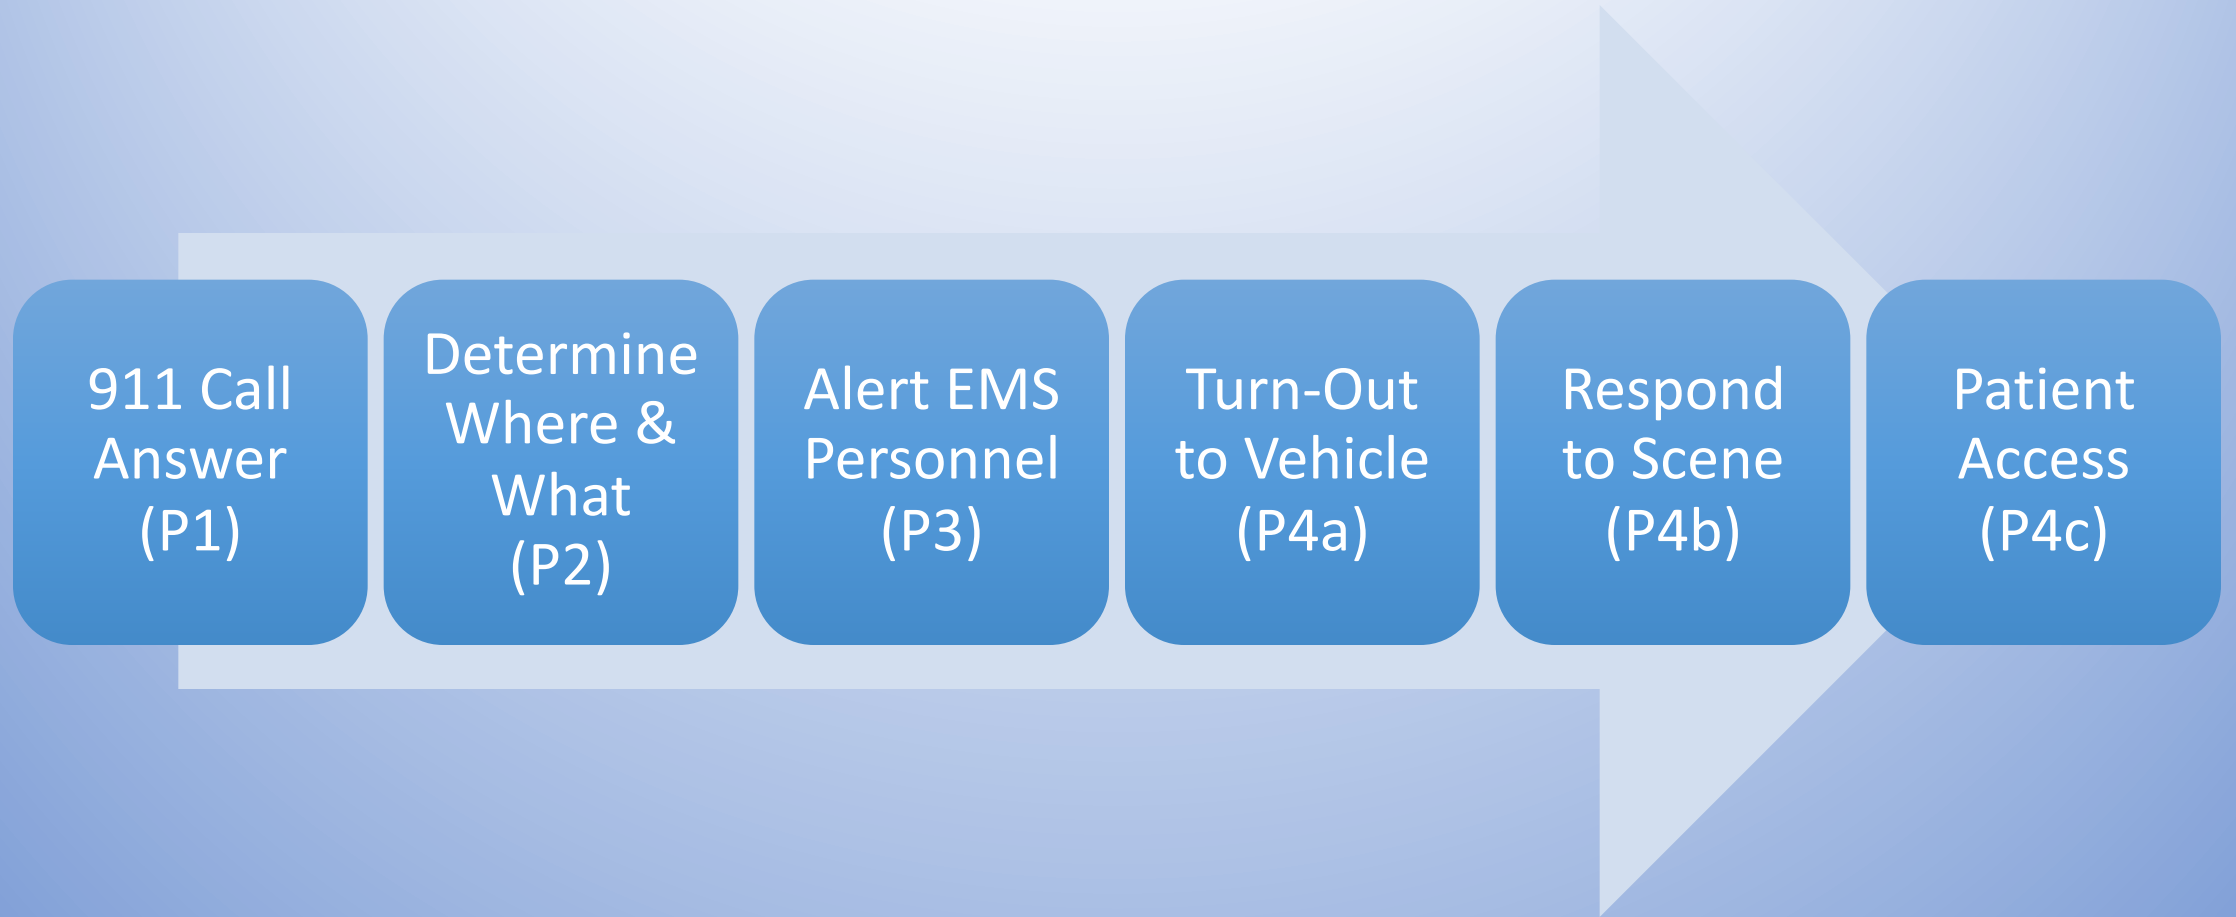 911 Call
Answer
(P1)
Determine
Where &
What
(P2)
Alert EMS
Personnel
(P3)
Turn-Out
to Vehicle
(P4a)
Respond
to Scene
(P4b)
Patient
Access
(P4c)